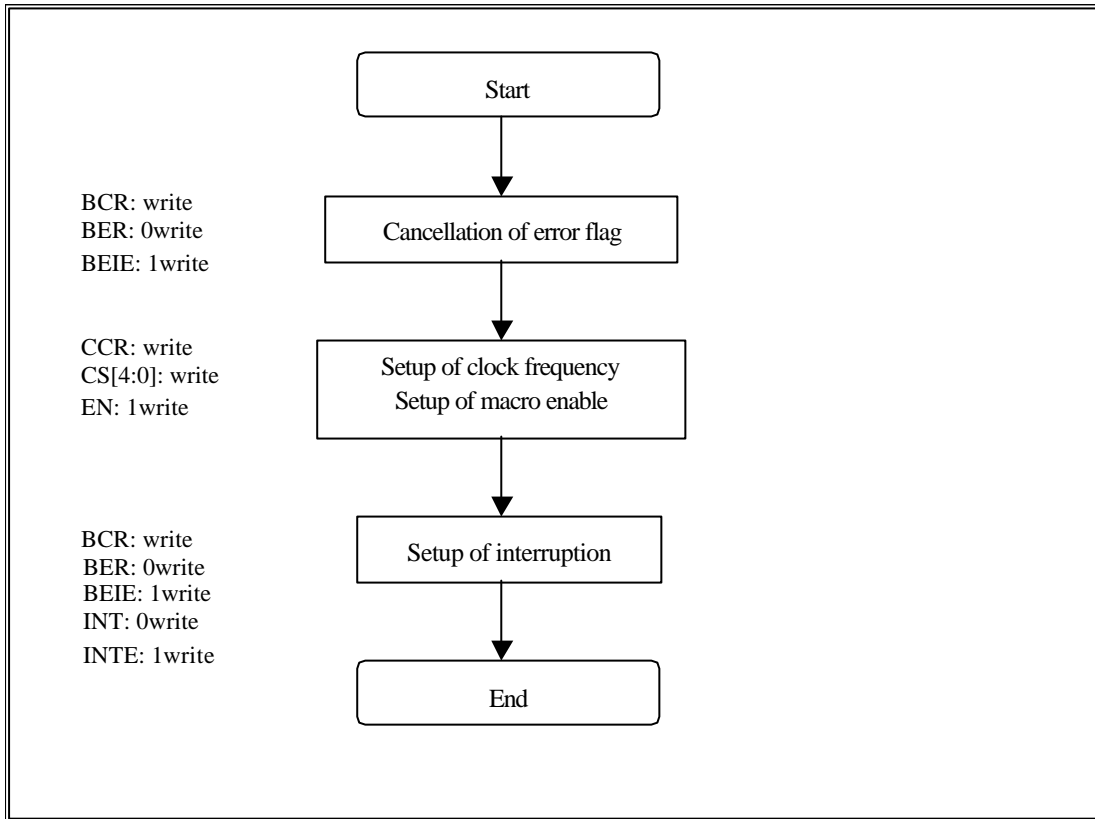 Start
BCR: write
BER: 0write
BEIE: 1write
Cancellation of error flag
CCR: write
CS[4:0]: write
EN: 1write
Setup of clock frequency
Setup of macro enable
BCR: write
BER: 0write
BEIE: 1write
INT: 0write
INTE: 1write
Setup of interruption
End